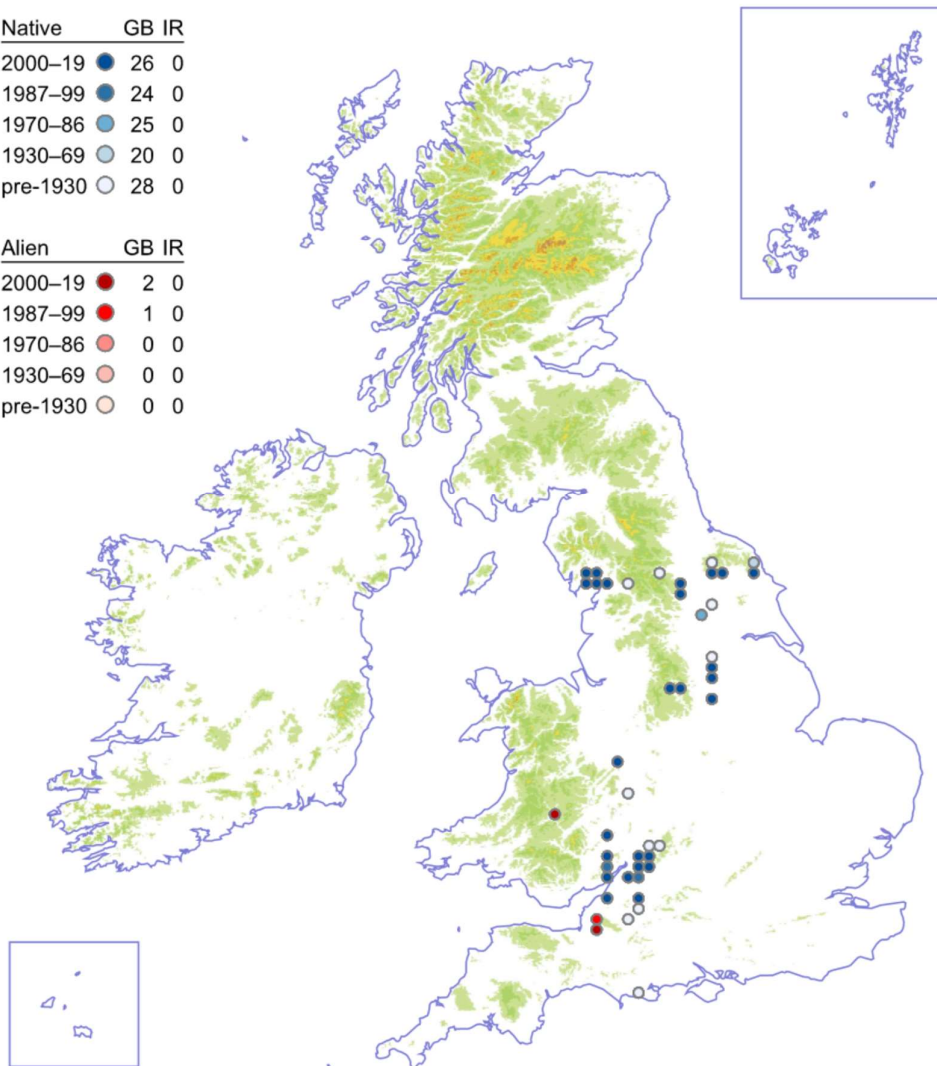 Native GB IR
2000–19 26 0
1987–99 24 0
1970–86 25 0
1930–69 20 0
pre-1930 28 0
Alien GB IR
2000–19 2 0
1987–99 1 0
1970–86 0 0
1930–69 0 0
pre-1930 0 0